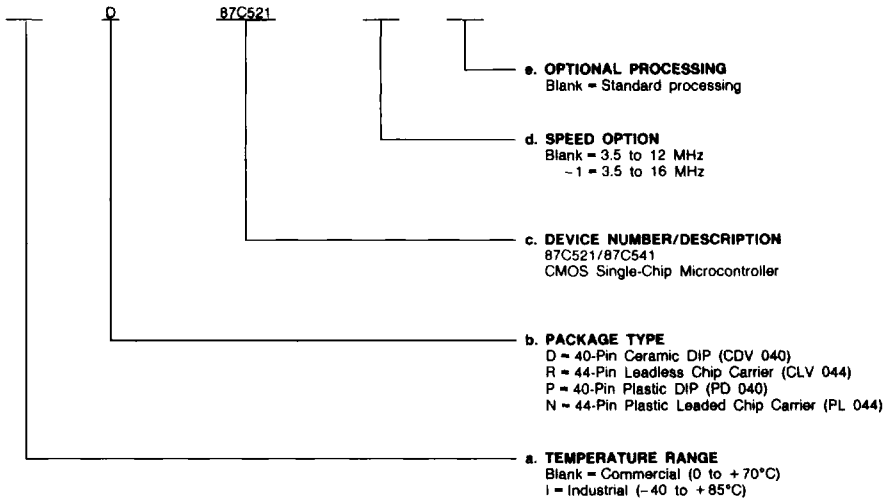 D 87C521
e. OPTIONAL PROCESSING
Blank = Standard processing
d. SPEED OPTION
Blank = 3.5 to 12 MHz
-1 = 3.5 to 16 MHz
c. DEVICE NUMBER/DESCRIPTION
87C521/87C541
CMOS Single-Chip Microcontroller
b. PACKAGE TYPE
D = 40-Pin Ceramic DIP (CDV 040)
R = 44-Pin Leadless Chip Carrier (CLV 044)
P = 40-Pin Plastic DIP (PD 040)
N = 44-Pin Plastic Leaded Chip Carrier (PL 044)
a. TEMPERATURE RANGE
Blank = Commercial (0 to +70°C)
I = Industrial (-40 to +85°C)